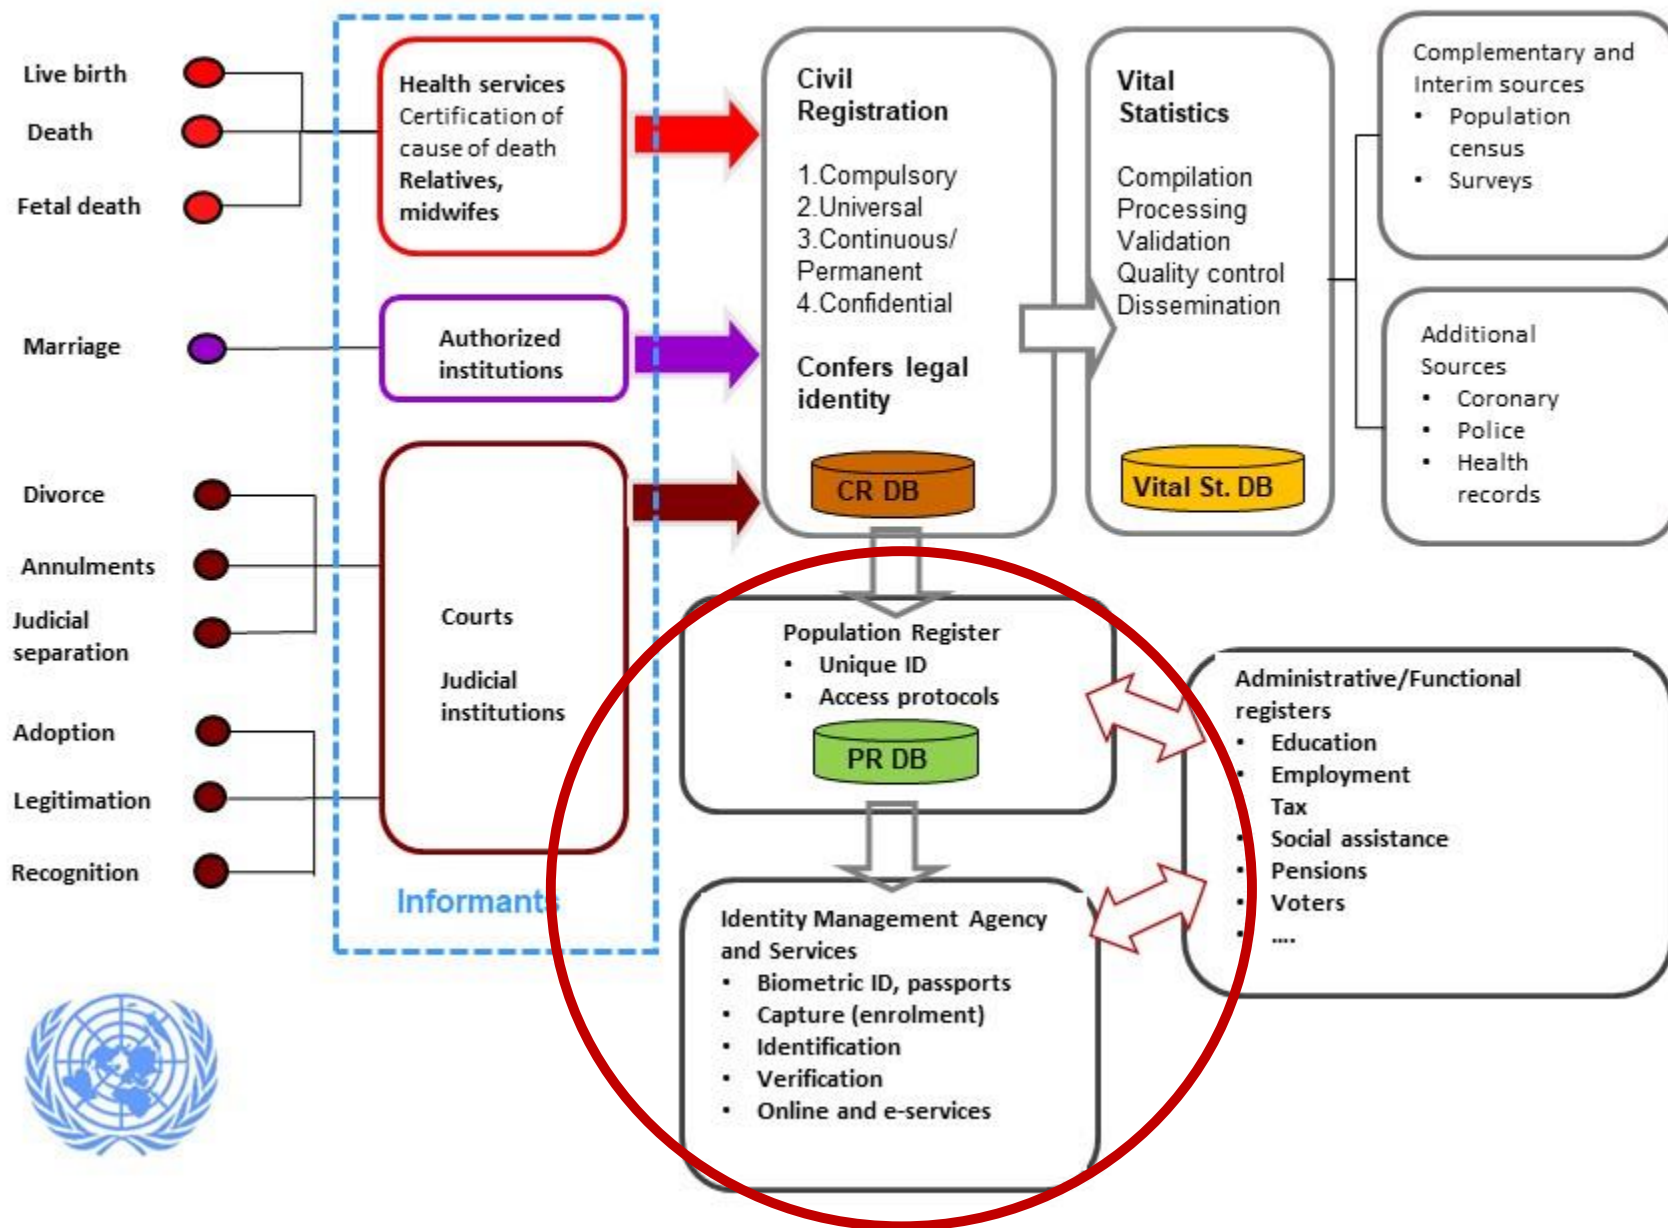 Live birth
Death
Fetal death
Marriage
Divorce
Annulments
Judicial
separation
Adoption
Legitimation
Recognition
Health services
Certification of
cause of death
Relatives,
midwifes
Authorized
institutions
Courts
Judicial
institutions
Informants
Civil
Registration
1.Compulsory
2.Universal
3.Continuous/
Permanent
4.Confidential
Confers legal
identity
CR DB
Vital
Statistics
Compilation
Processing
Validation
Quality control
Dissemination
Vital St. DB
Complementary and
Interim sources
• Population
census
• Surveys
Additional
Sources
• Coronary
• Police
• Health
records
Population Register
• Unique ID
• Access protocols
PR DB
Identity Management Agency
and Services
• Biometric ID, passports
• Capture (enrolment)
• Identification
• Verification
• Online and e-services
Administrative/Functional
registers
• Education
• Employment
Tax
• Social assistance
• Pensions
• Voters
• ....